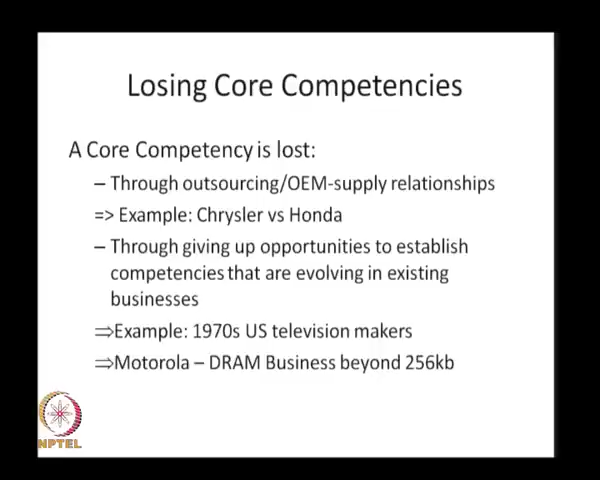 Losing Core Competencies
A Core Competency is lost:
– Through outsourcing/OEM-supply relationships
=> Example: Chrysler vs Honda
– Through giving up opportunities to establish
competencies that are evolving in existing
businesses
⇒Example: 1970s US television makers
⇒Motorola – DRAM Business beyond 256kb
NPTEL